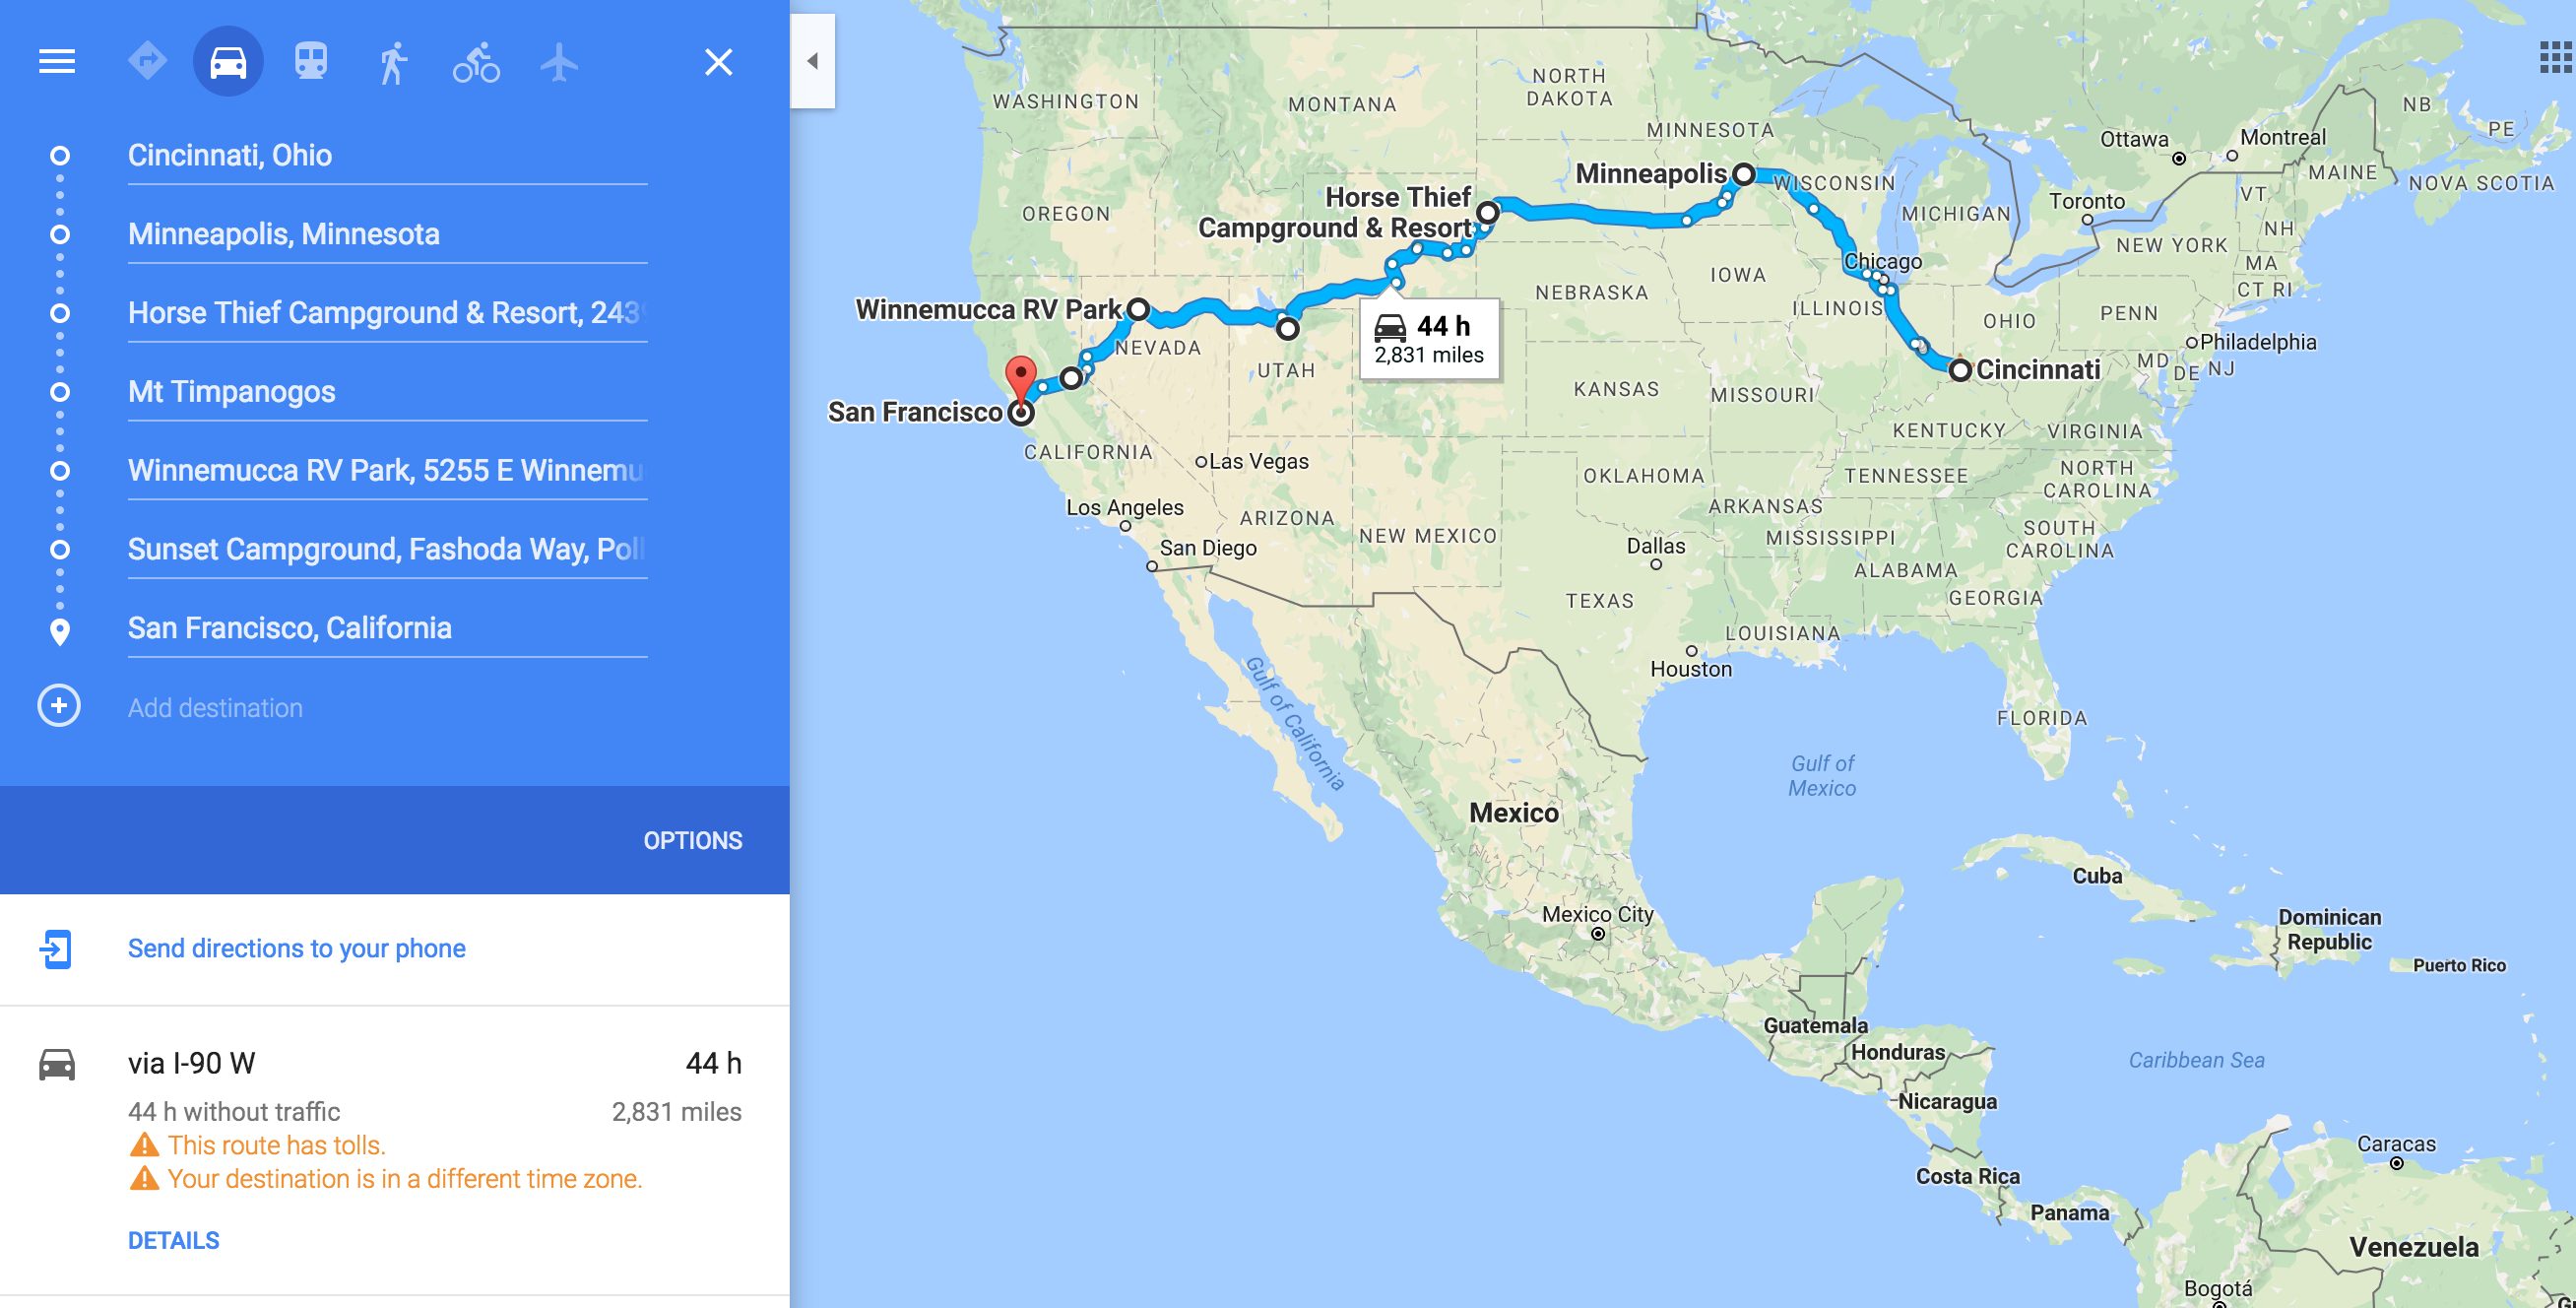 Cincinnati, Ohio
Minneapolis, Minnesota
Horse Thief Campground & Resort, 243
Mt Timpanogos
Winnemucca RV Park, 5255 E Winnemu
Sunset Campground, Fashoda Way, Pol
San Francisco, California
Add destination
OPTIONS
Send directions to your phone
via I-90 W
44 h
44 h without traffic
2,831 miles
This route has tolls.
Your destination is in a different time zone.
DETAILS
WASHINGTON
MONTANA
NORTH
DAKOTA
MINNESOTA
OREGON
Horse Thief
Campground & Resort
Minneapolis
WISCONSIN
MICHIGAN
Ottawa
Montreal
NB
PE
MAINE
NOVA SCOTIA
Toronto
VT
NH
NEW YORK
MA
CT RI
IOWA
Chicago
NEBRASKA
ILLINOIS
OHIO
PENN
Philadelphia
MD
DE
NJ
Winnemucca RV Park
NEVADA
UTAH
44 h
2,831 miles
Cincinnati
KANSAS
MISSOURI
San Francisco
CALIFORNIA
KENTUCKY
VIRGINIA
Las Vegas
OKLAHOMA
TENNESSEE
NORTH
CAROLINA
Los Angeles
ARIZONA
NEW MEXICO
ARKANSAS
SOUTH
CAROLINA
San Diego
Dallas
MISSISSIPPI
ALABAMA
TEXAS
GEORGIA
LOUISIANA
Houston
Gulf of California
FLORIDA
Gulf of
Mexico
Mexico
Cuba
Mexico City
Dominican
Republic
Puerto Rico
Guatemala
Honduras
Caribbean Sea
Nicaragua
Caracas
Costa Rica
Panama
Venezuela
Bogotá